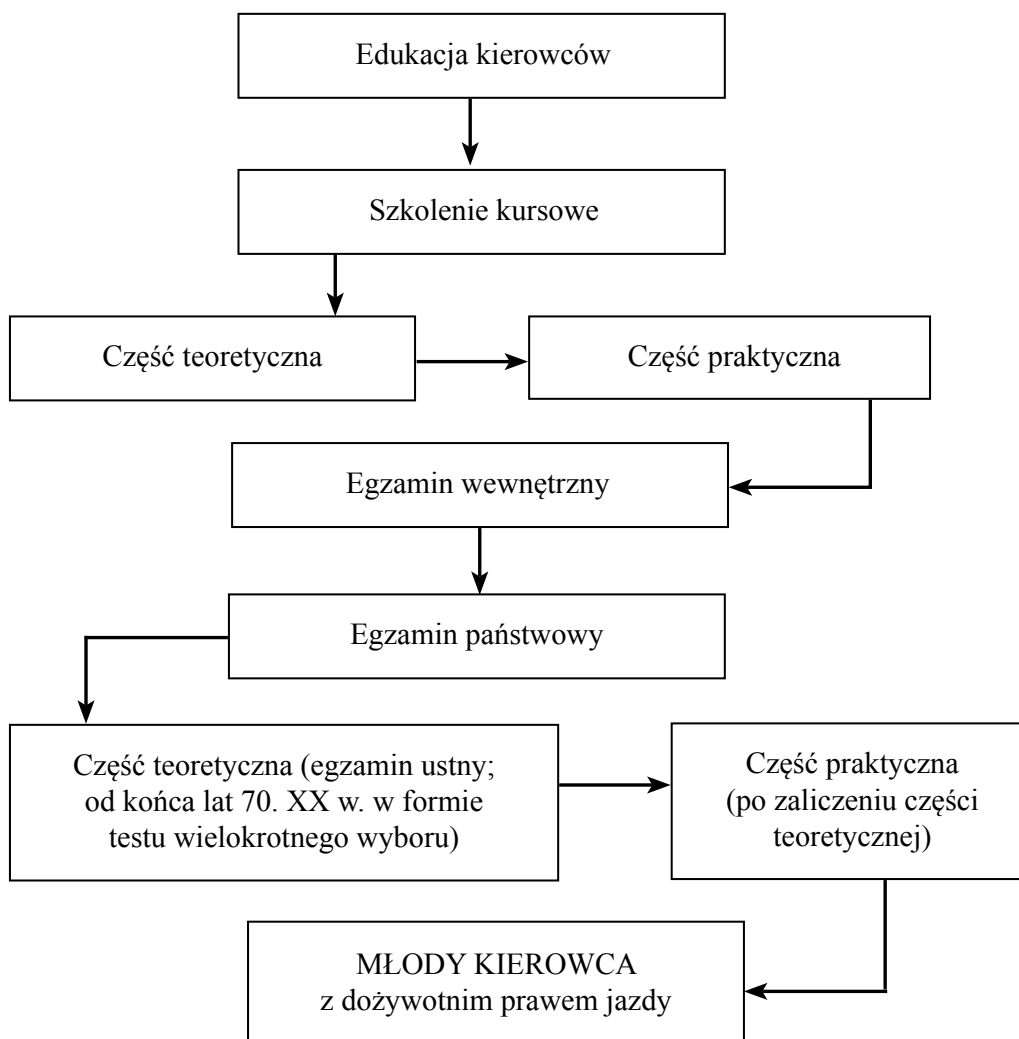 Edukacja kierowców
Szkolenie kursowe
Część teoretyczna
Część praktyczna
Egzamin wewnętrzny
Egzamin państwowy
Część teoretyczna (egzamin ustny;
od końca lat 70. XX w. w formie
testu wielokrotnego wyboru)
Część praktyczna
(po zaliczeniu części
teoretycznej)
MŁODY KIEROWCA
z dożywotnim prawem jazdy